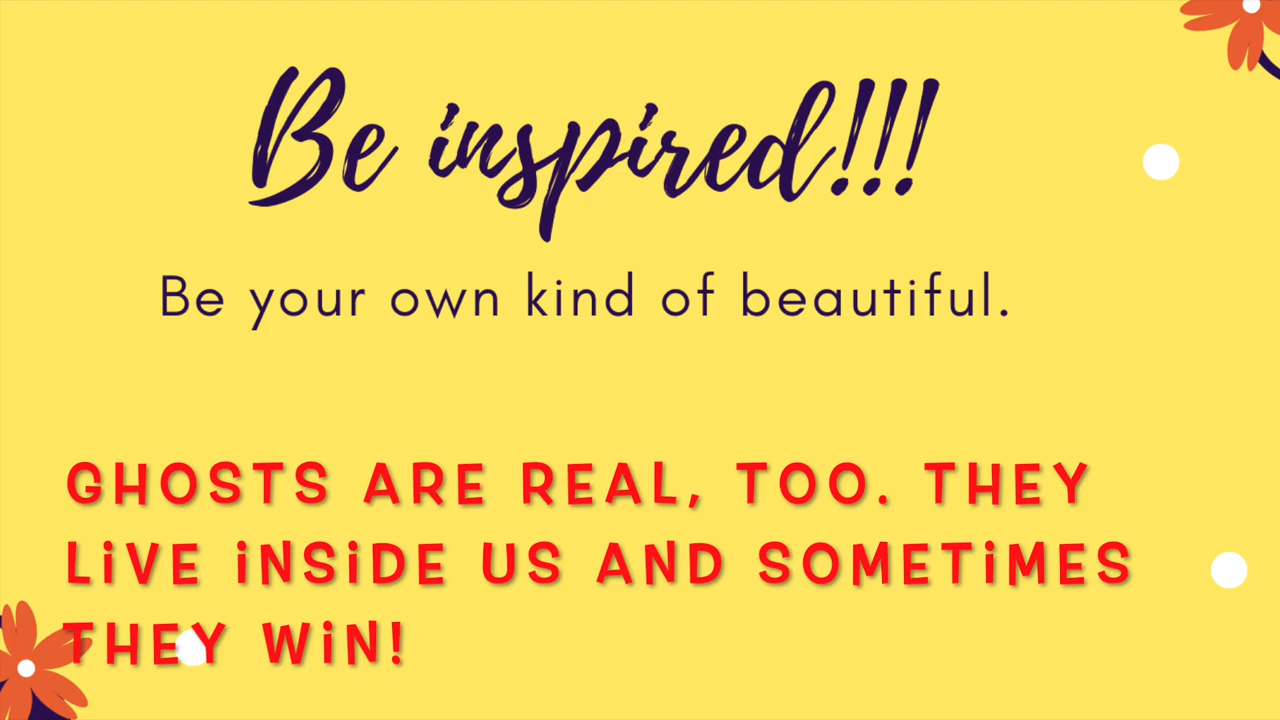 Be inspired!!!
Be your own kind of beautiful.
GHOSTS ARE REAL, TOO. THEY
LiVE iNSiDE US AND SOMETiMES
THEY WiN!